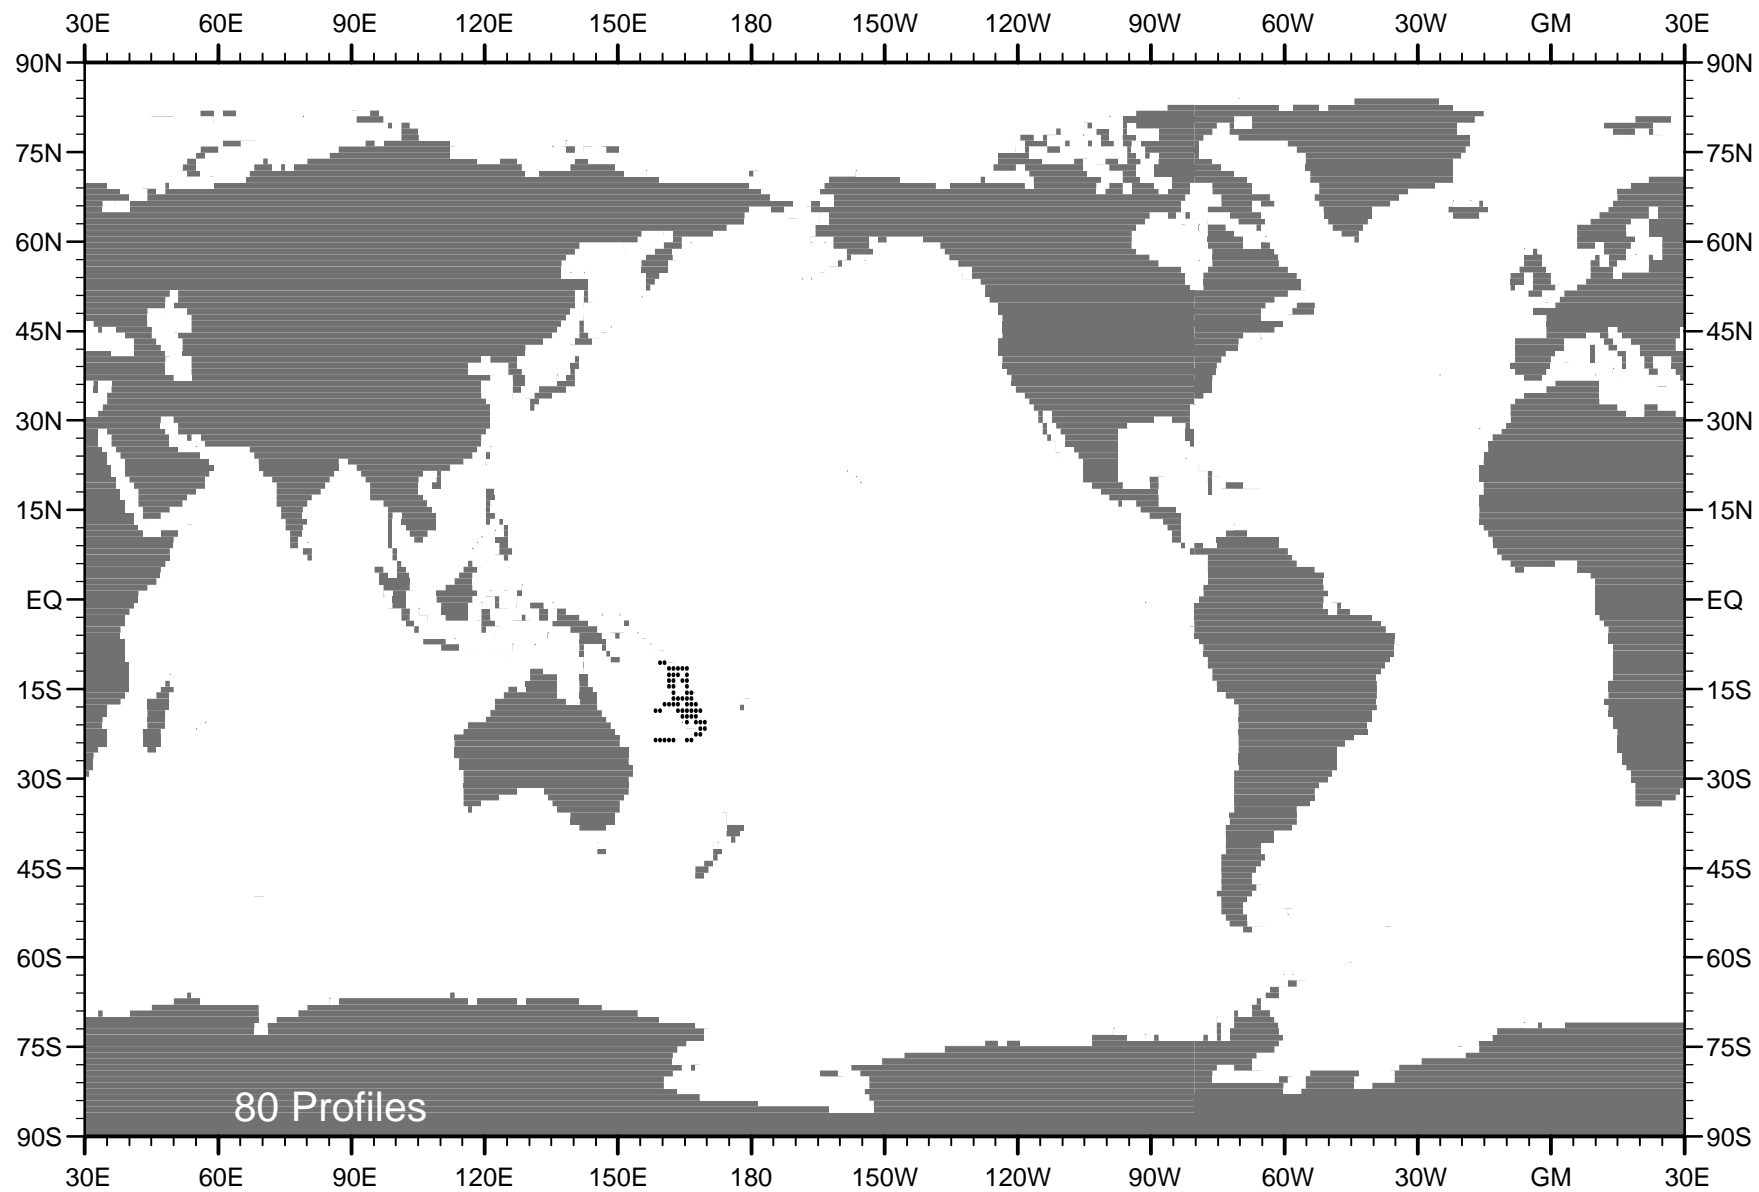 30E 60E 90E 120E 150E 180 150W 120W 90W 60W 30W GM 30E
90N 90N
75N 75N
60N 60N
45N 45N
30N 30N
15N 15N
EQ EQ
15S 15S
30S 30S
45S 45S
60S 60S
75S 75S
80 Profiles
90S 90S
30E 60E 90E 120E 150E 180 150W 120W 90W 60W 30W GM 30E